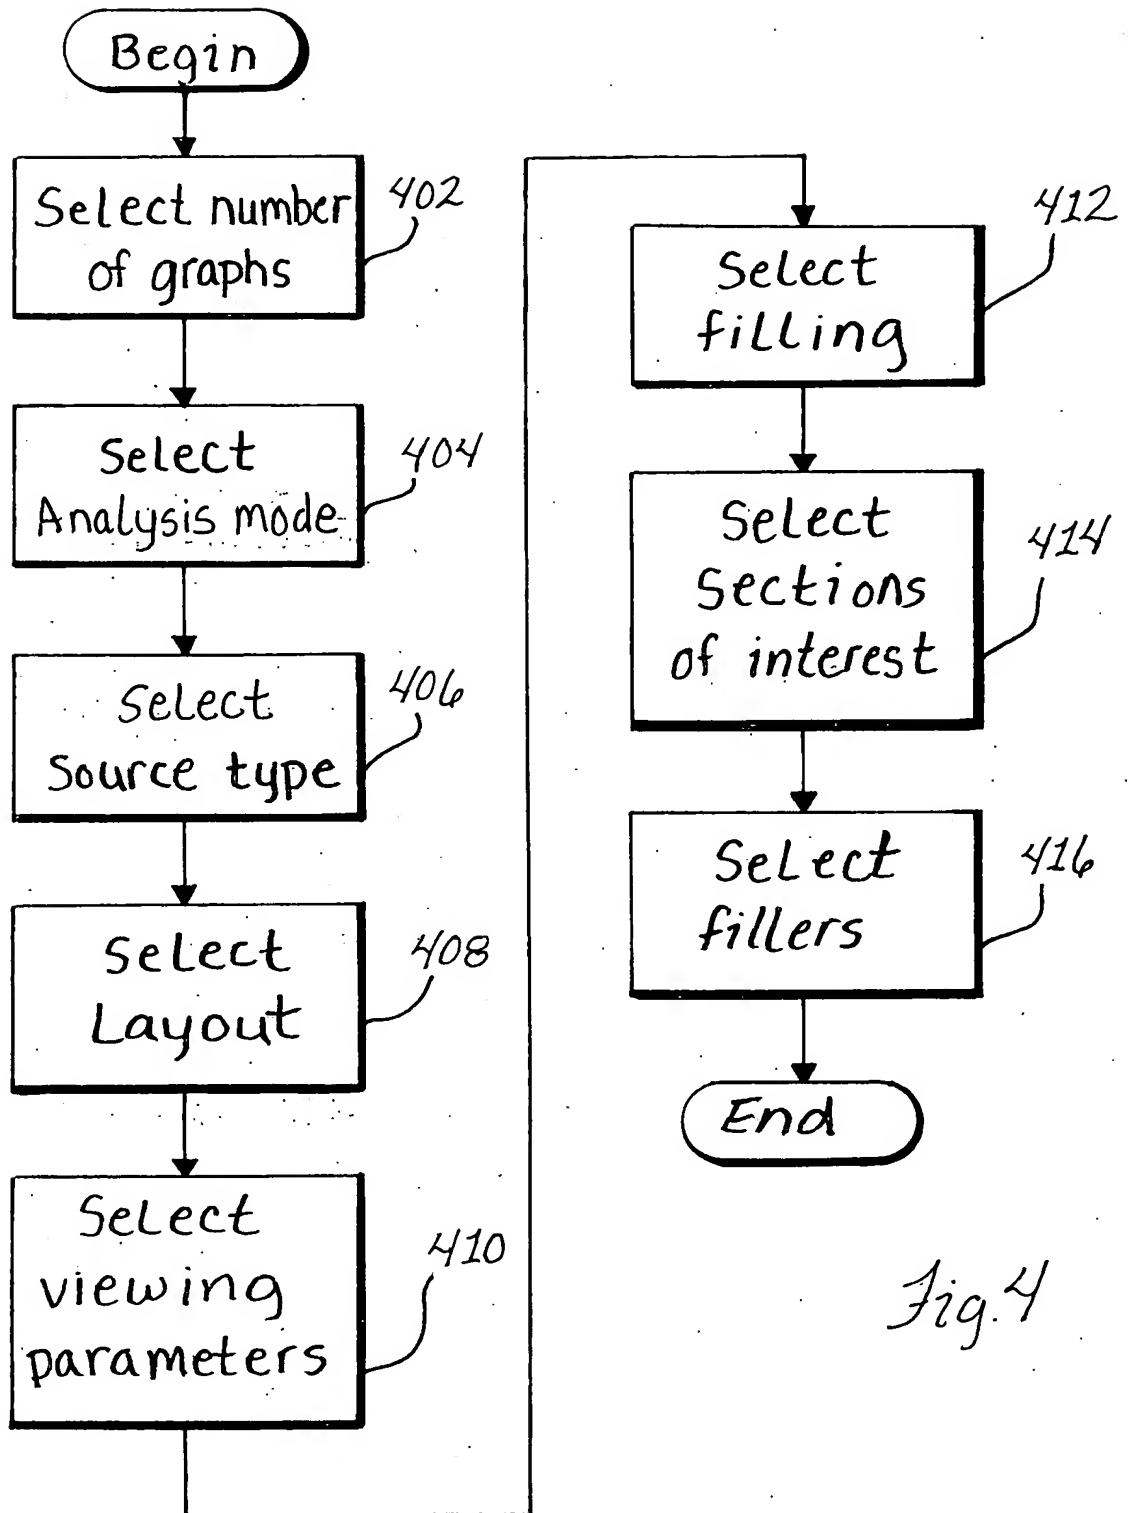 Begin
Select number
of graphs
402
Select
Analysis mode
404
Select
Source type
406
Select
Layout
408
Select
viewing
parameters
410
Select
filling
412
Select
Sections
of interest
414
Select
fillers
416
End
Fig. 4